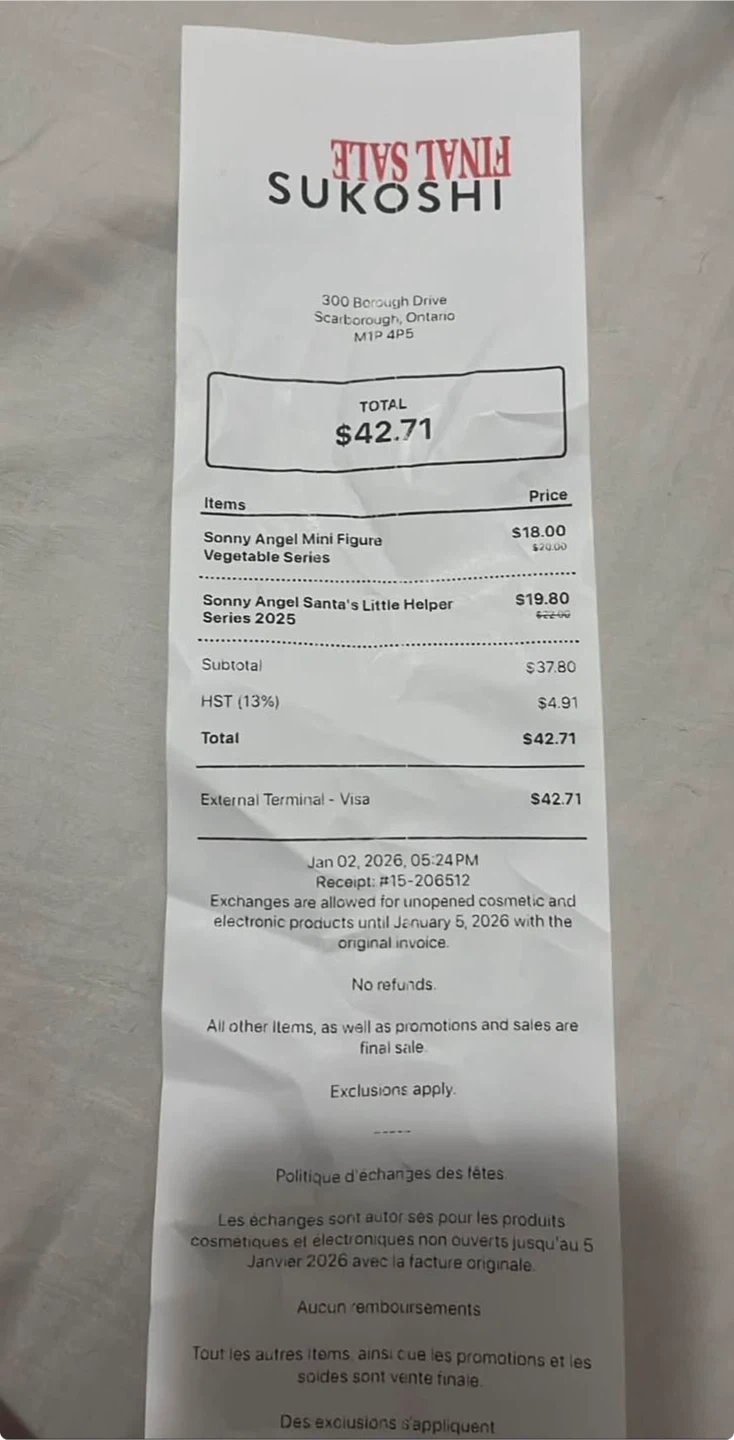 FINAL SALE
SUKOSHI
300 Borough Drive
Scarborough, Ontario
M1P 4P5
TOTAL
$42.71
Items Price
Sonny Angel Mini Figure $18.00
Vegetable Series $20.00
Sonny Angel Santa's Little Helper $19.80
Series 2025 $22.00
Subtotal $37.80
HST (13%) $4.91
Total $42.71
External Terminal - Visa $42.71
Jan 02, 2026, 05:24PM
Receipt: #15-206512
Exchanges are allowed for unopened cosmetic and
electronic products until January 5, 2026 with the
original invoice.
No refunds.
All other items, as well as promotions and sales are
final sale.
Exclusions apply.
-----
Politique d'échanges des fêtes
Les échanges sont autorisés pour les produits
cosmétiques et électroniques non ouverts jusqu'au 5
Janvier 2026 avec la facture originale.
Aucun remboursements
Tout les autres items, ainsi que les promotions et les
soldes sont vente finale.
Des exclusions s'appliquent